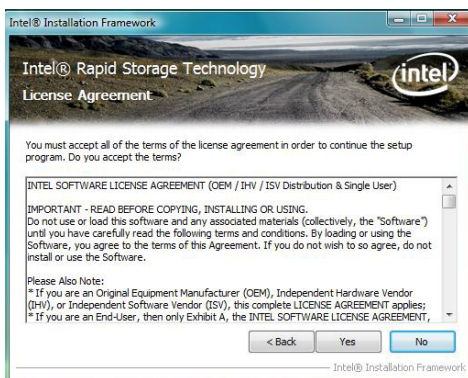 Intel® Installation Framework
Intel® Rapid Storage Technology
License Agreement
intel
You must accept all of the terms of the license agreement in order to continue the setup
program. Do you accept the terms?
INTEL SOFTWARE LICENSE AGREEMENT (OEM / IHV / ISV Distribution & Single User)
IMPORTANT - READ BEFORE COPYING, INSTALLING OR USING.
Do not use or load this software and any associated materials (collectively, the "Software")
until you have carefully read the following terms and conditions. By loading or using the
Software, you agree to the terms of this Agreement. If you do not wish to so agree, do not
install or use the Software.
Please Also Note:
* If you are an Original Equipment Manufacturer (OEM), Independent Hardware Vendor
(IHV), or Independent Software Vendor (ISV), this complete LICENSE AGREEMENT applies;
* If you are an End-User, then only Exhibit A, the INTEL SOFTWARE LICENSE AGREEMENT,
< Back
Yes
No
Intel® Installation Framework